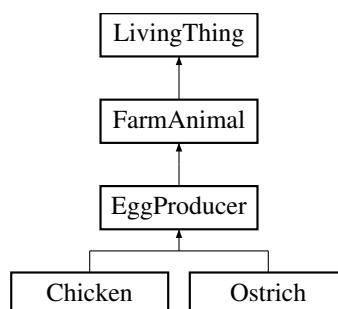 LivingThing
FarmAnimal
EggProducer
Chicken
Ostrich